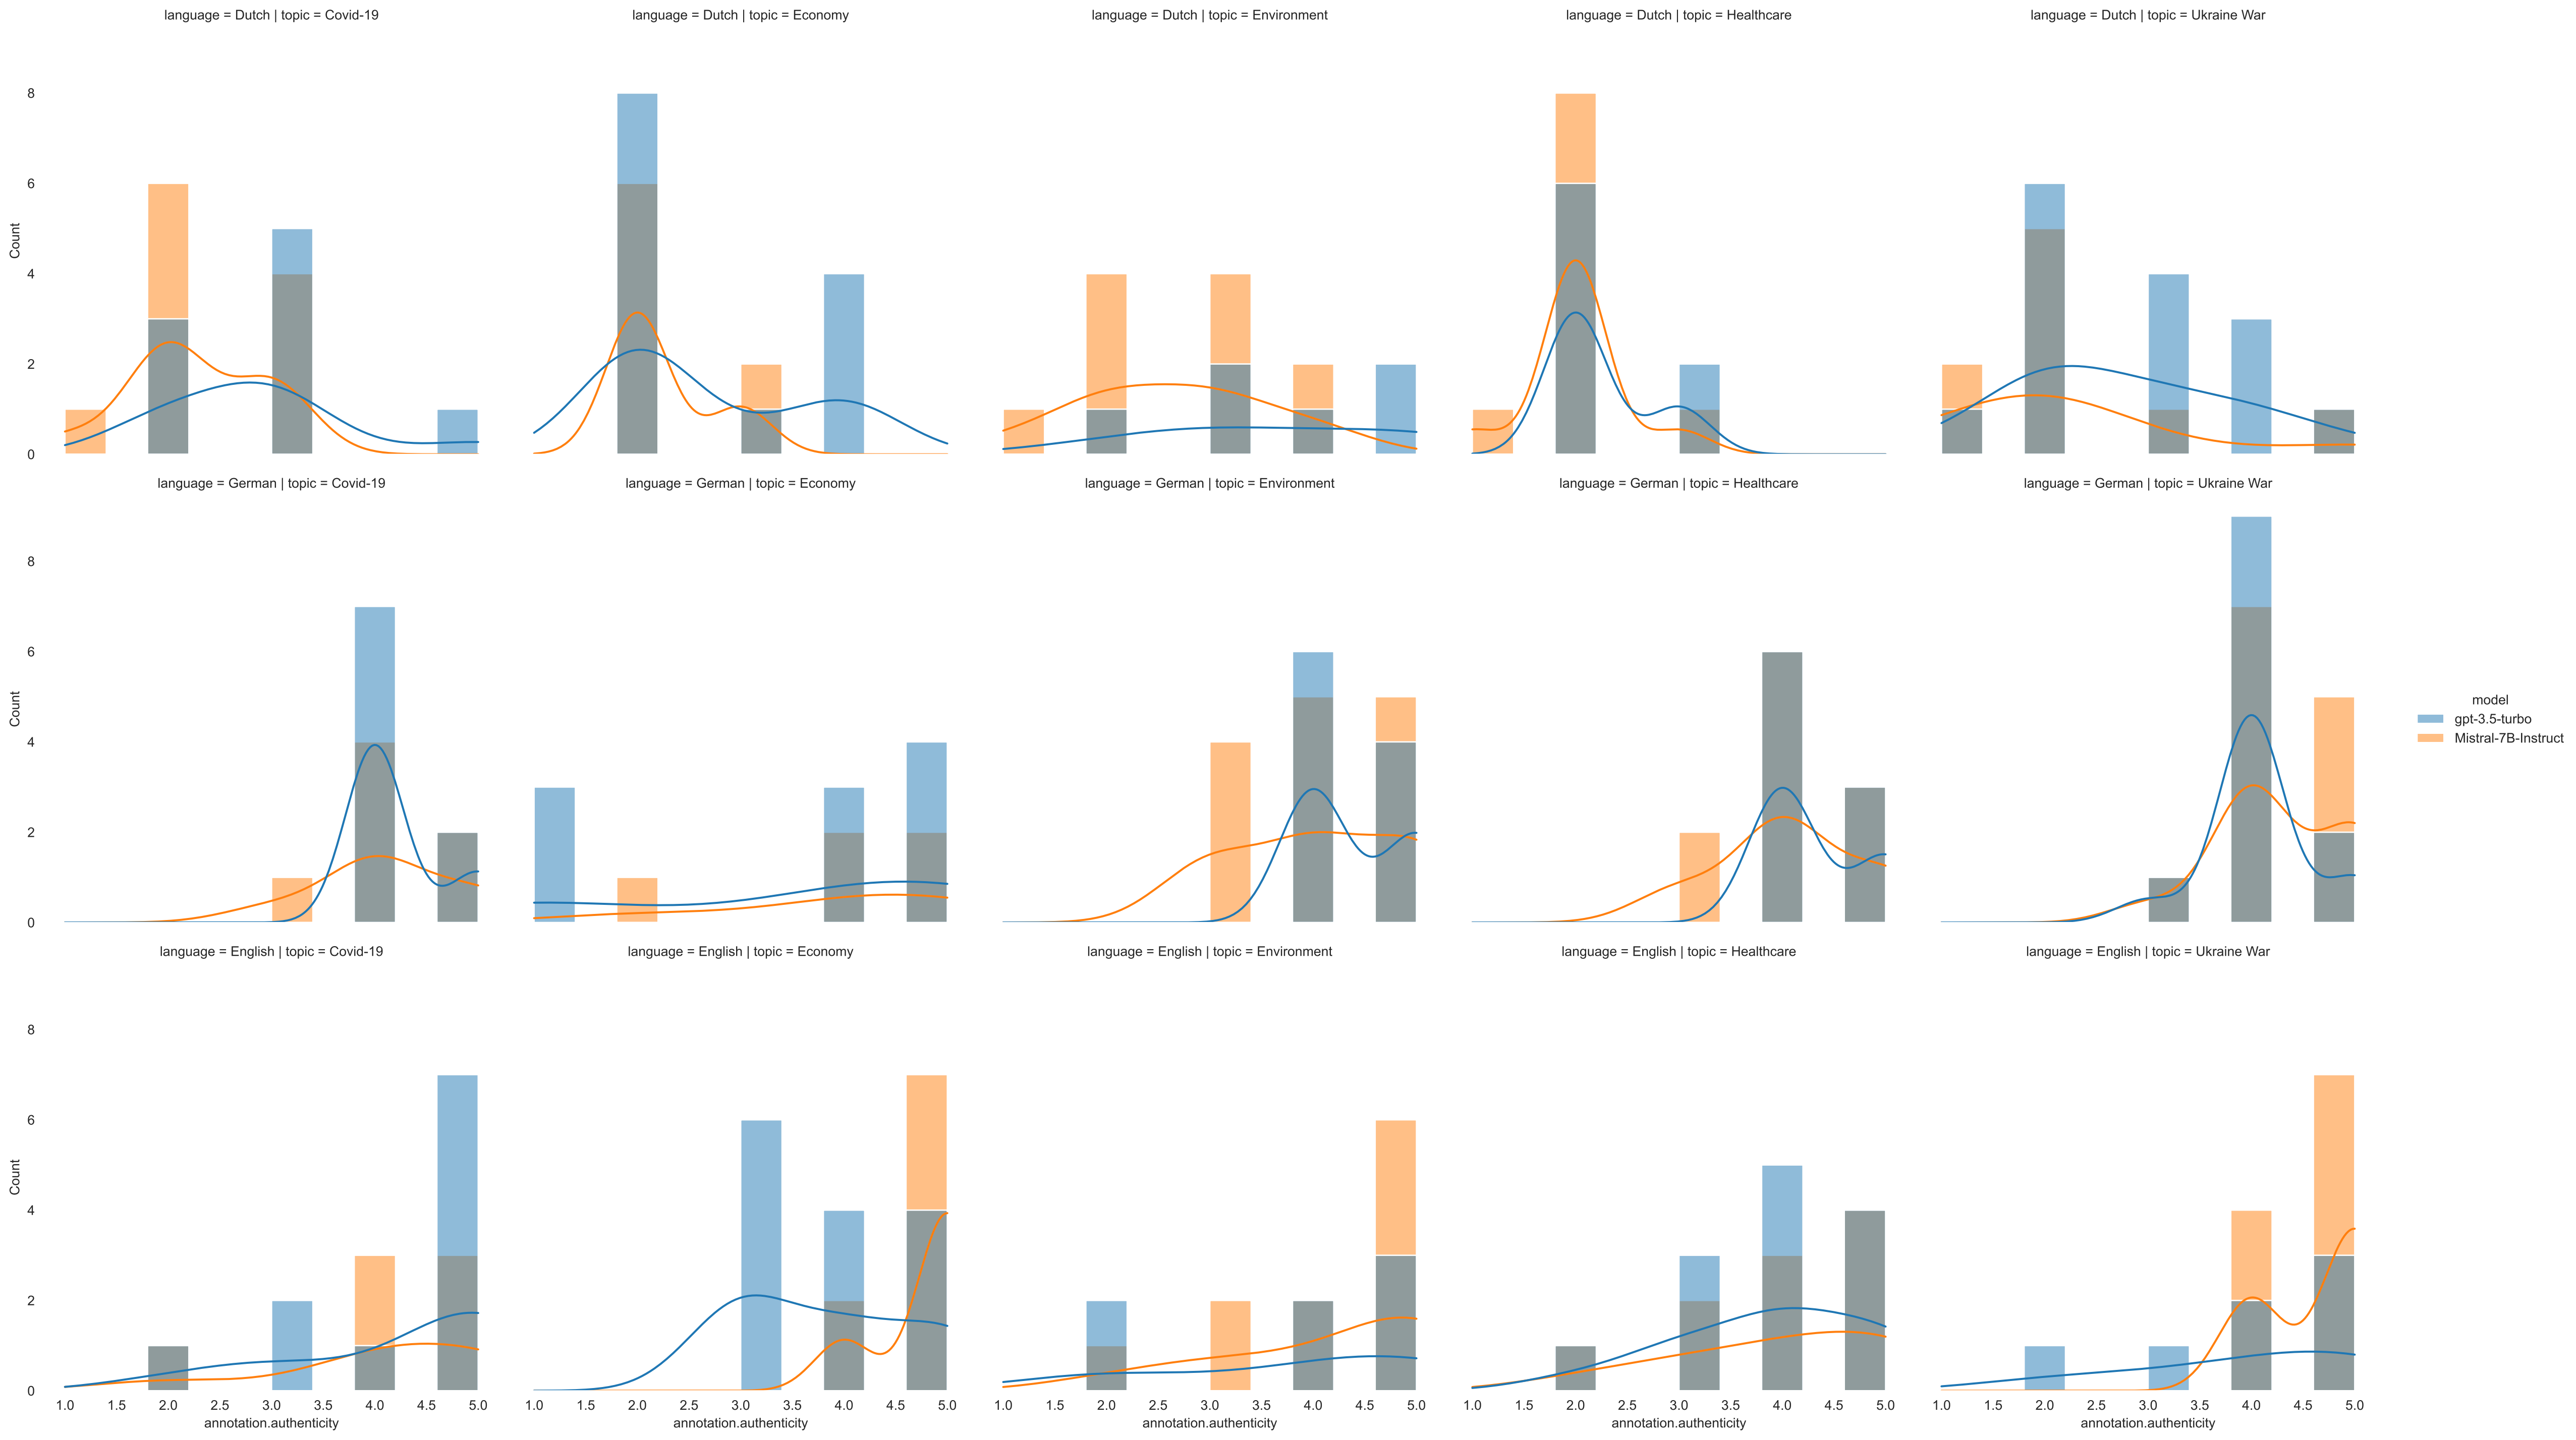 language = Dutch | topic = Covid-19
language = Dutch | topic = Economy
language = Dutch | topic = Environment
language = Dutch | topic = Healthcare
language = Dutch | topic = Ukraine War
8
6
4
2
0
Count
language = German | topic = Covid-19
language = German | topic = Economy
language = German | topic = Environment
language = German | topic = Healthcare
language = German | topic = Ukraine War
8
6
4
2
0
Count
model
gpt-3.5-turbo
Mistral-7B-Instruct
language = English | topic = Covid-19
language = English | topic = Economy
language = English | topic = Environment
language = English | topic = Healthcare
language = English | topic = Ukraine War
8
6
4
2
0
Count
1.0 1.5 2.0 2.5 3.0 3.5 4.0 4.5 5.0
annotation.authenticity
1.0 1.5 2.0 2.5 3.0 3.5 4.0 4.5 5.0
annotation.authenticity
1.0 1.5 2.0 2.5 3.0 3.5 4.0 4.5 5.0
annotation.authenticity
1.0 1.5 2.0 2.5 3.0 3.5 4.0 4.5 5.0
annotation.authenticity
1.0 1.5 2.0 2.5 3.0 3.5 4.0 4.5 5.0
annotation.authenticity